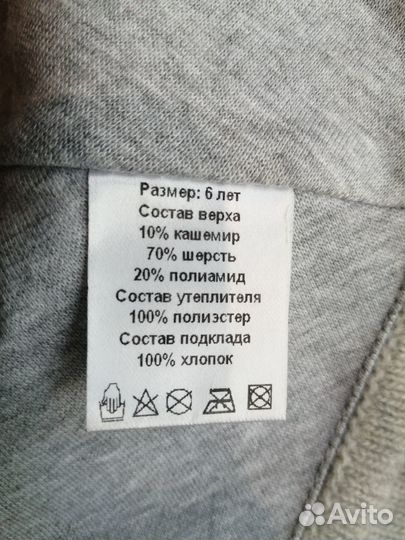 Размер: 6 лет
Состав верха
10% кашемир
70% шерсть
20% полиамид
Состав утеплителя
100% полиэстер
Состав подклада
100% хлопок
Avito